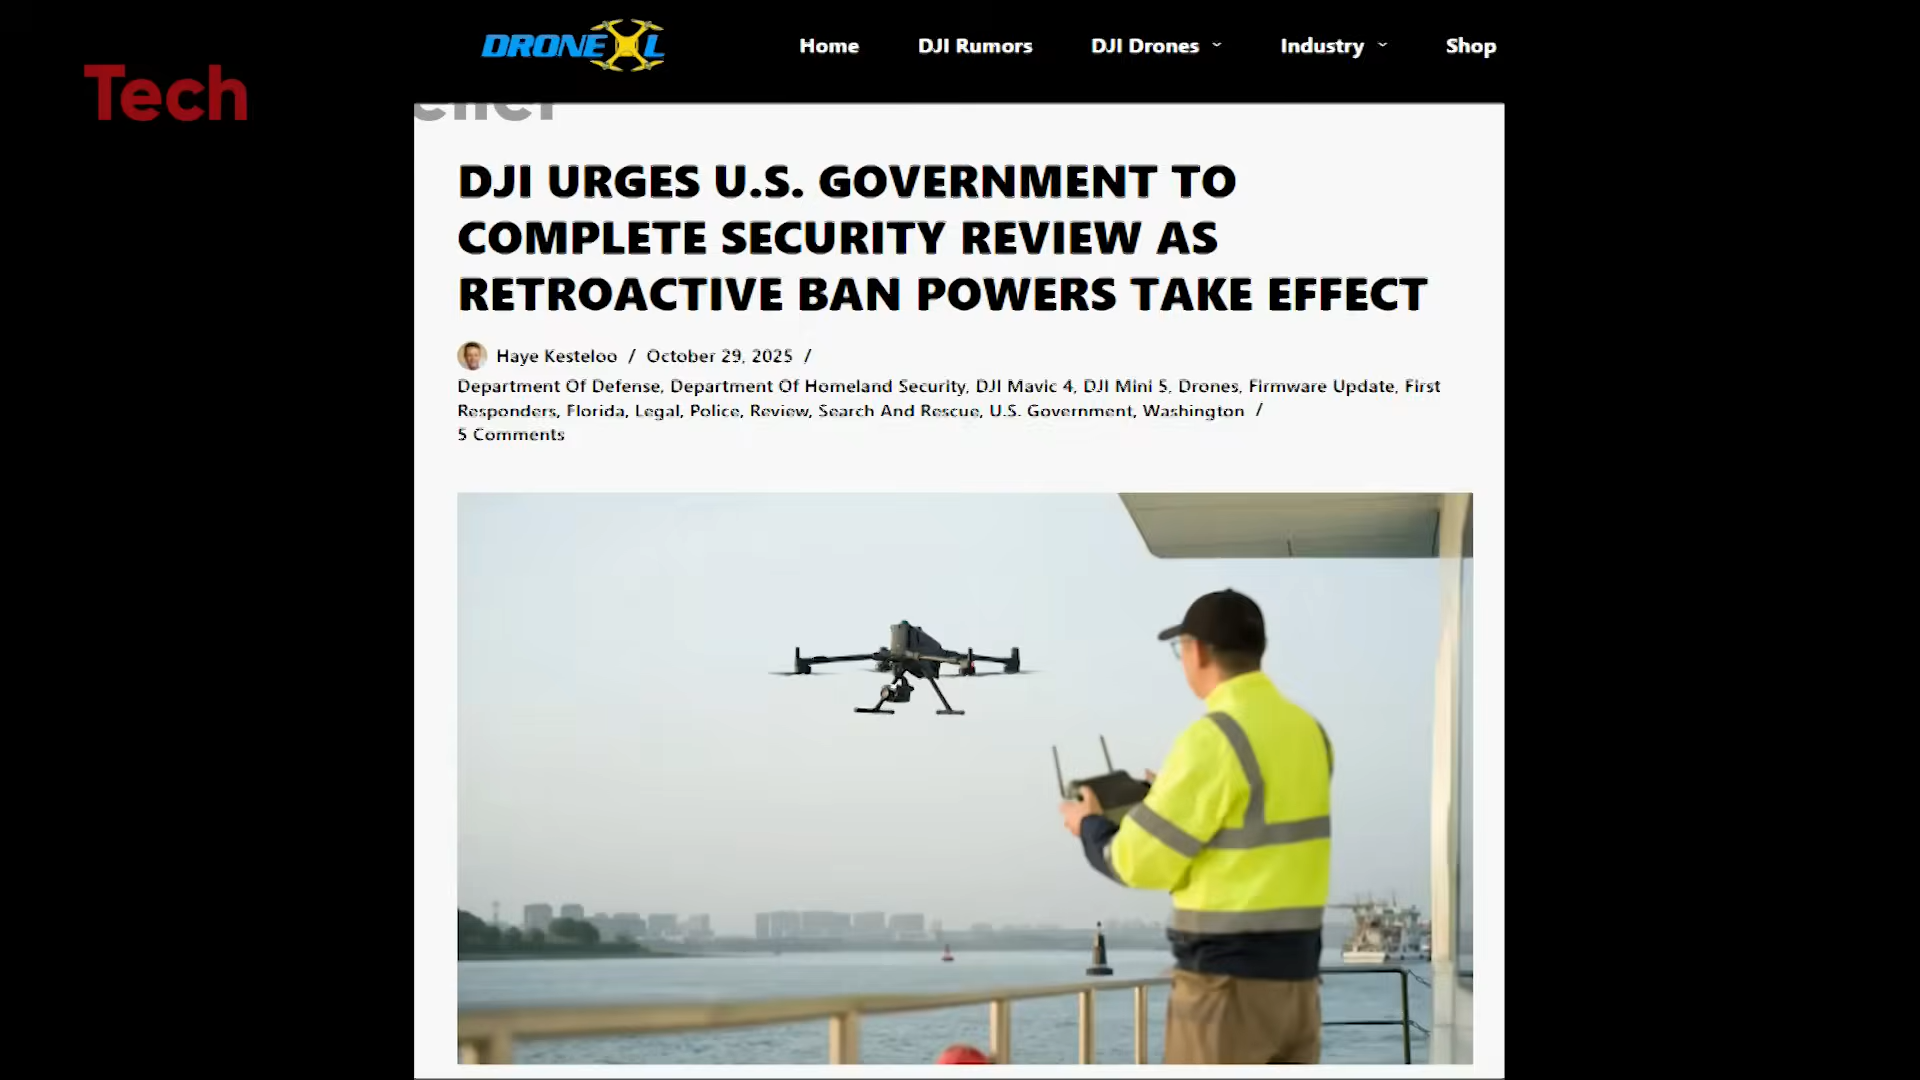 DRONEXL
Home
DJI Rumors
DJI Drones
Industry
Shop
Tech
DJI URGES U.S. GOVERNMENT TO
COMPLETE SECURITY REVIEW AS
RETROACTIVE BAN POWERS TAKE EFFECT
Haye Kesteloo / October 29, 2025 /
Department Of Defense, Department Of Homeland Security, DJI Mavic 4, DJI Mini 5, Drones, Firmware Update, First
Responders, Florida, Legal, Police, Review, Search And Rescue, U.S. Government, Washington /
5 Comments